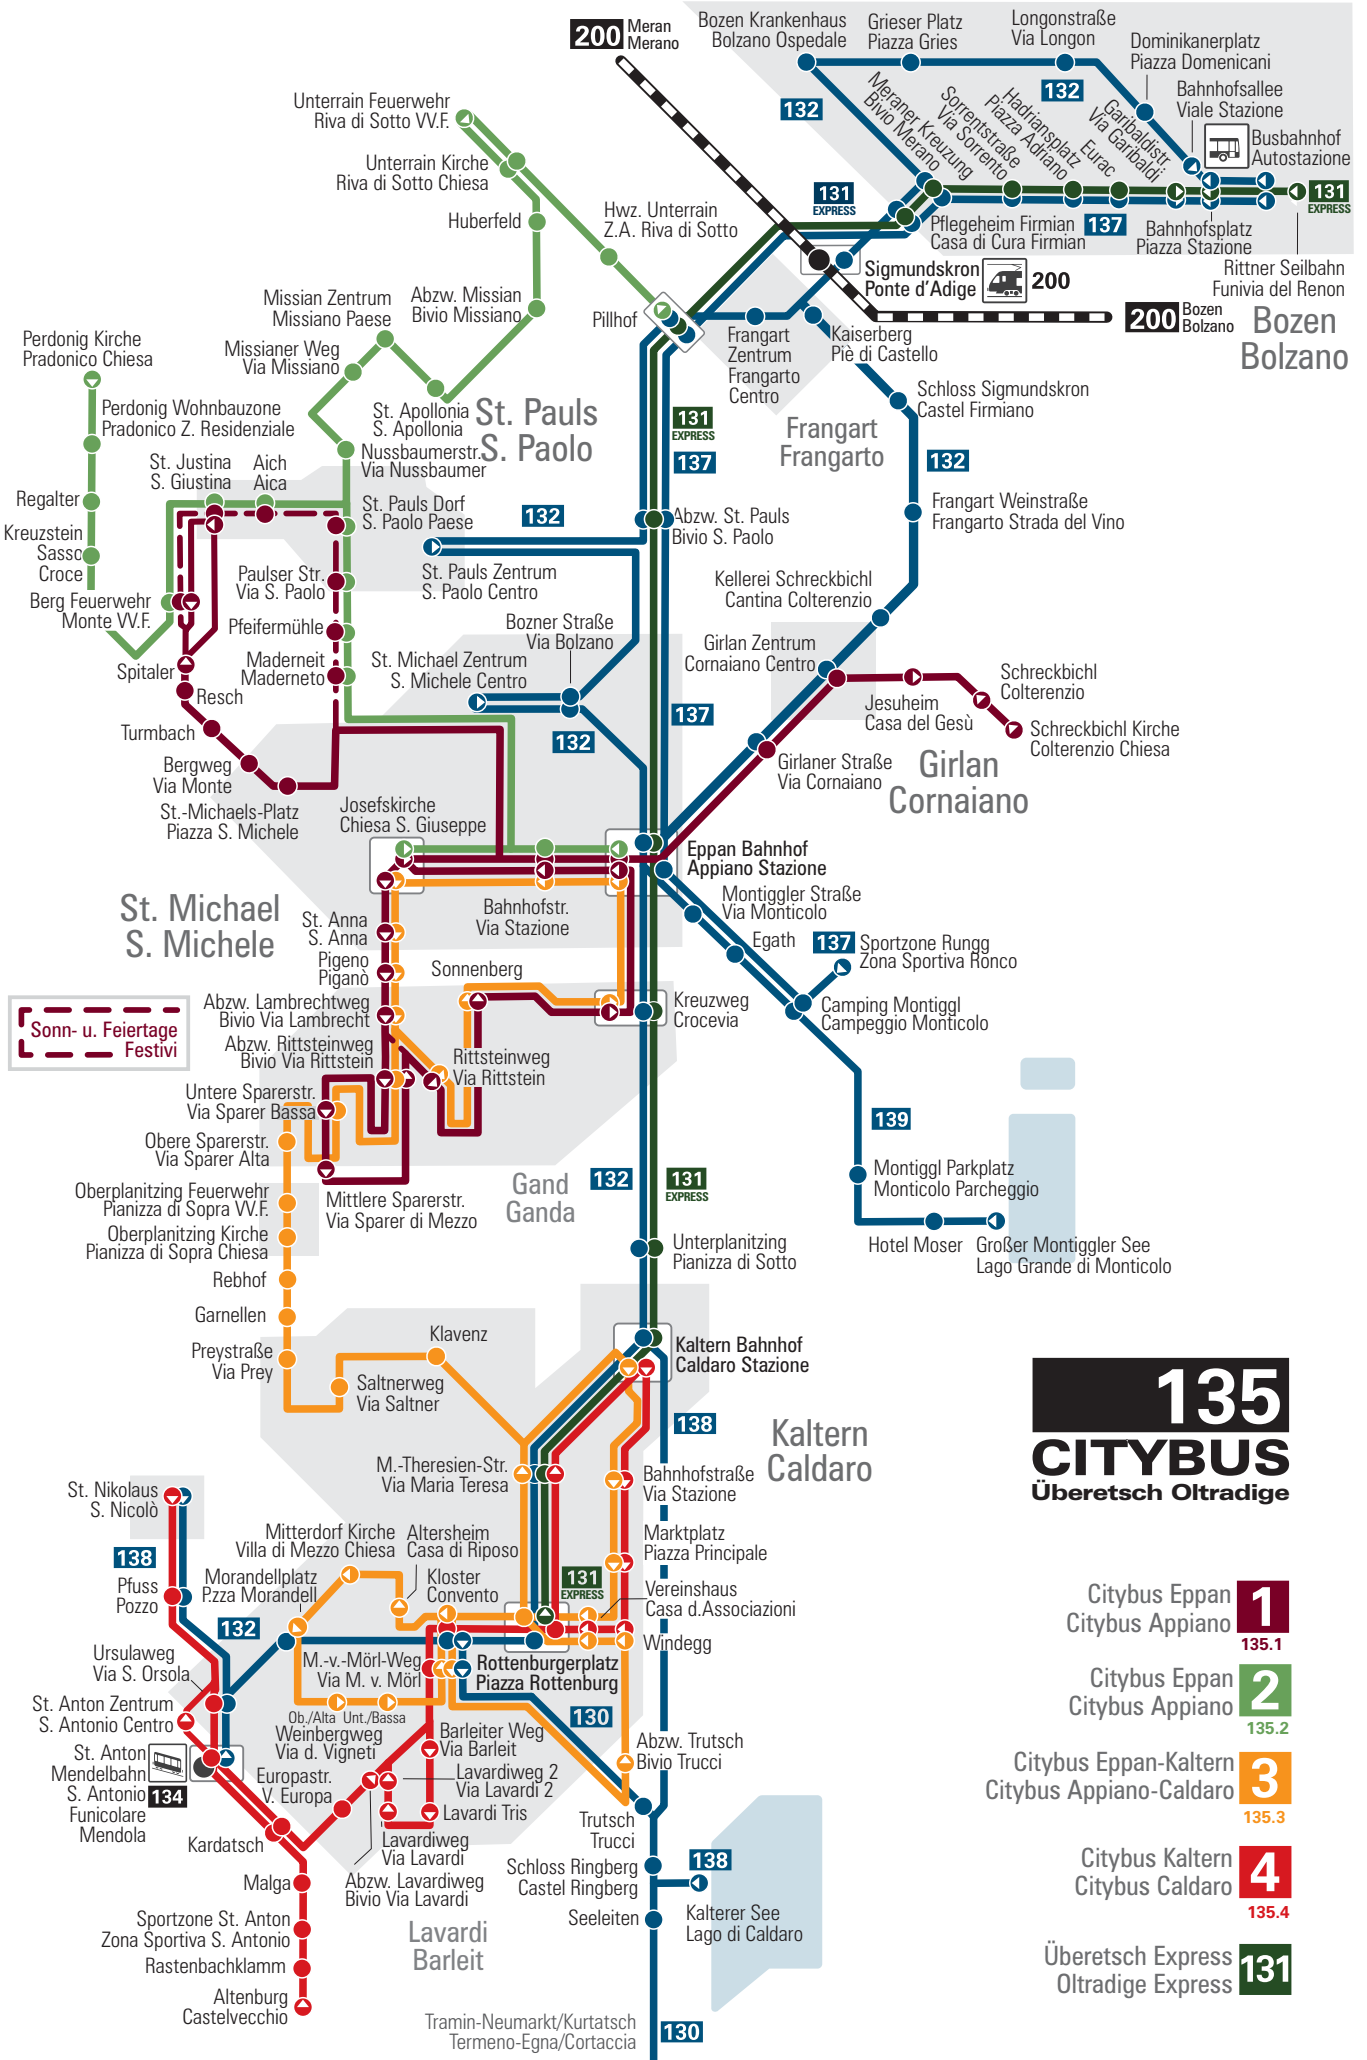 200 Meran
Merano
Bozen Krankenhaus
Bolzano Ospedale
Grieser Platz
Piazza Gries
Longonstraße
Via Longon
Dominikanerplatz
Piazza Domenicani
Bahnhofsallee
Viale Stazione
Busbahnhof
Autostazione
132
132
Meraner Kreuzung
Bivio Merano
Sorrentstraße
Via Sorrento
Hadriansplatz
Piazza Adriano
Eurac
Garibaldistr.
Via Garibaldi
131
EXPRESS
131
EXPRESS
Pflegeheim Firmian
Casa di Cura Firmian
137
Bahnhofsplatz
Piazza Stazione
Rittner Seilbahn
Funivia del Renon
Sigmundskron
Ponte d'Adige
200
200 Bozen
Bolzano
Bozen
Bolzano
Unterrain Feuerwehr
Riva di Sotto VV.F.
Unterrain Kirche
Riva di Sotto Chiesa
Huberfeld
Hwz. Unterrain
Z.A. Riva di Sotto
Missian Zentrum
Missiano Paese
Abzw. Missian
Bivio Missiano
Pillhof
Frangart
Zentrum
Frangarto
Centro
Kaiserberg
Piè di Castello
Perdonig Kirche
Pradonico Chiesa
Missianer Weg
Via Missiano
Perdonig Wohnbauzone
Pradonico Z. Residenziale
St. Apollonia
S. Apollonia
St. Pauls
S. Paolo
131
EXPRESS
137
Schloss Sigmundskron
Castel Firmiano
Frangart
Frangarto
132
Nussbaumerstr.
Via Nussbaumer
St. Justina
S. Giustina
Aich
Aica
Regalter
Kreuzstein
Sasso
Croce
St. Pauls Dorf
S. Paolo Paese
132
Abzw. St. Pauls
Bivio S. Paolo
Frangart Weinstraße
Frangarto Strada del Vino
St. Pauls Zentrum
S. Paolo Centro
Paulser Str.
Via S. Paolo
Berg Feuerwehr
Monte VV.F.
Pfeifermühle
Kellerei Schreckbichl
Cantina Colterenzio
Bozner Straße
Via Bolzano
Girlan Zentrum
Cornaiano Centro
St. Michael Zentrum
S. Michele Centro
Maderneit
Maderneto
Spitaler
Resch
Turmbach
Bergweg
Via Monte
St.-Michaels-Platz
Piazza S. Michele
132
137
Jesuheim
Casa del Gesù
Schreckbichl
Colterenzio
Schreckbichl Kirche
Colterenzio Chiesa
Girlaner Straße
Via Cornaiano
Girlan
Cornaiano
Josefskirche
Chiesa S. Giuseppe
Eppan Bahnhof
Appiano Stazione
St. Michael
S. Michele
Bahnhofstr.
Via Stazione
Montiggler Straße
Via Monticolo
Egath
137 Sportzone Rungg
Zona Sportiva Ronco
St. Anna
S. Anna
Pigeno
Piganò
Sonnenberg
Kreuzweg
Crocevia
Camping Montiggl
Campeggio Monticolo
Abzw. Lambrechtweg
Bivio Via Lambrecht
Abzw. Rittsteinweg
Bivio Via Rittstein
Rittsteinweg
Via Rittstein
Sonn- u. Feiertage
Festivi
Untere Sparerstr.
Via Sparer Bassa
Obere Sparerstr.
Via Sparer Alta
139
Oberplanitzing Feuerwehr
Pianizza di Sopra VV.F.
Oberplanitzing Kirche
Pianizza di Sopra Chiesa
Mittlere Sparerstr.
Via Sparer di Mezzo
Gand
Ganda
132
131
EXPRESS
Montiggl Parkplatz
Monticolo Parcheggio
Hotel Moser
Großer Montiggler See
Lago Grande di Monticolo
Unterplanitzing
Pianizza di Sotto
Rebhof
Garnellen
Preystraße
Via Prey
Klavenz
Saltnerweg
Via Saltner
Kaltern Bahnhof
Caldaro Stazione
138
Kaltern
Caldaro
135
CITYBUS
Überetsch Oltradige
M.-Theresien-Str.
Via Maria Teresa
Bahnhofstraße
Via Stazione
St. Nikolaus
S. Nicolò
138
Pfuss
Pozzo
Mitterdorf Kirche
Villa di Mezzo Chiesa
Altersheim
Casa di Riposo
Marktplatz
Piazza Principale
Morandellplatz
P.zza Morandell
Kloster
Convento
131
EXPRESS
Vereinshaus
Casa d.Associazioni
132
Windegg
Ursulaweg
Via S. Orsola
M.-v.-Mörl-Weg
Via M. v. Mörl
Rottenburgerplatz
Piazza Rottenburg
St. Anton Zentrum
S. Antonio Centro
Ob./Alta Unt./Bassa
Weinbergweg
Via d. Vigneti
Barleiter Weg
Via Barleit
130
Abzw. Trutsch
Bivio Trucci
St. Anton
Mendelbahn
S. Antonio
Funicolare
Mendola
134
Europastr.
V. Europa
Lavardiweg 2
Via Lavardi 2
Lavardi Tris
Trutsch
Trucci
Kardatsch
Lavardiweg
Via Lavardi
Abzw. Lavardiweg
Bivio Via Lavardi
Malga
Schloss Ringberg
Castel Ringberg
138
Sportzone St. Anton
Zona Sportiva S. Antonio
Seeleiten
Kalterer See
Lago di Caldaro
Lavardi
Barleit
Rastenbachklamm
Altenburg
Castelvecchio
Tramin-Neumarkt/Kurtatsch
Termeno-Egna/Cortaccia
130
Citybus Eppan
Citybus Appiano
1
135.1
Citybus Eppan
Citybus Appiano
2
135.2
Citybus Eppan-Kaltern
Citybus Appiano-Caldaro
3
135.3
Citybus Kaltern
Citybus Caldaro
4
135.4
Überetsch Express
Oltradige Express
131